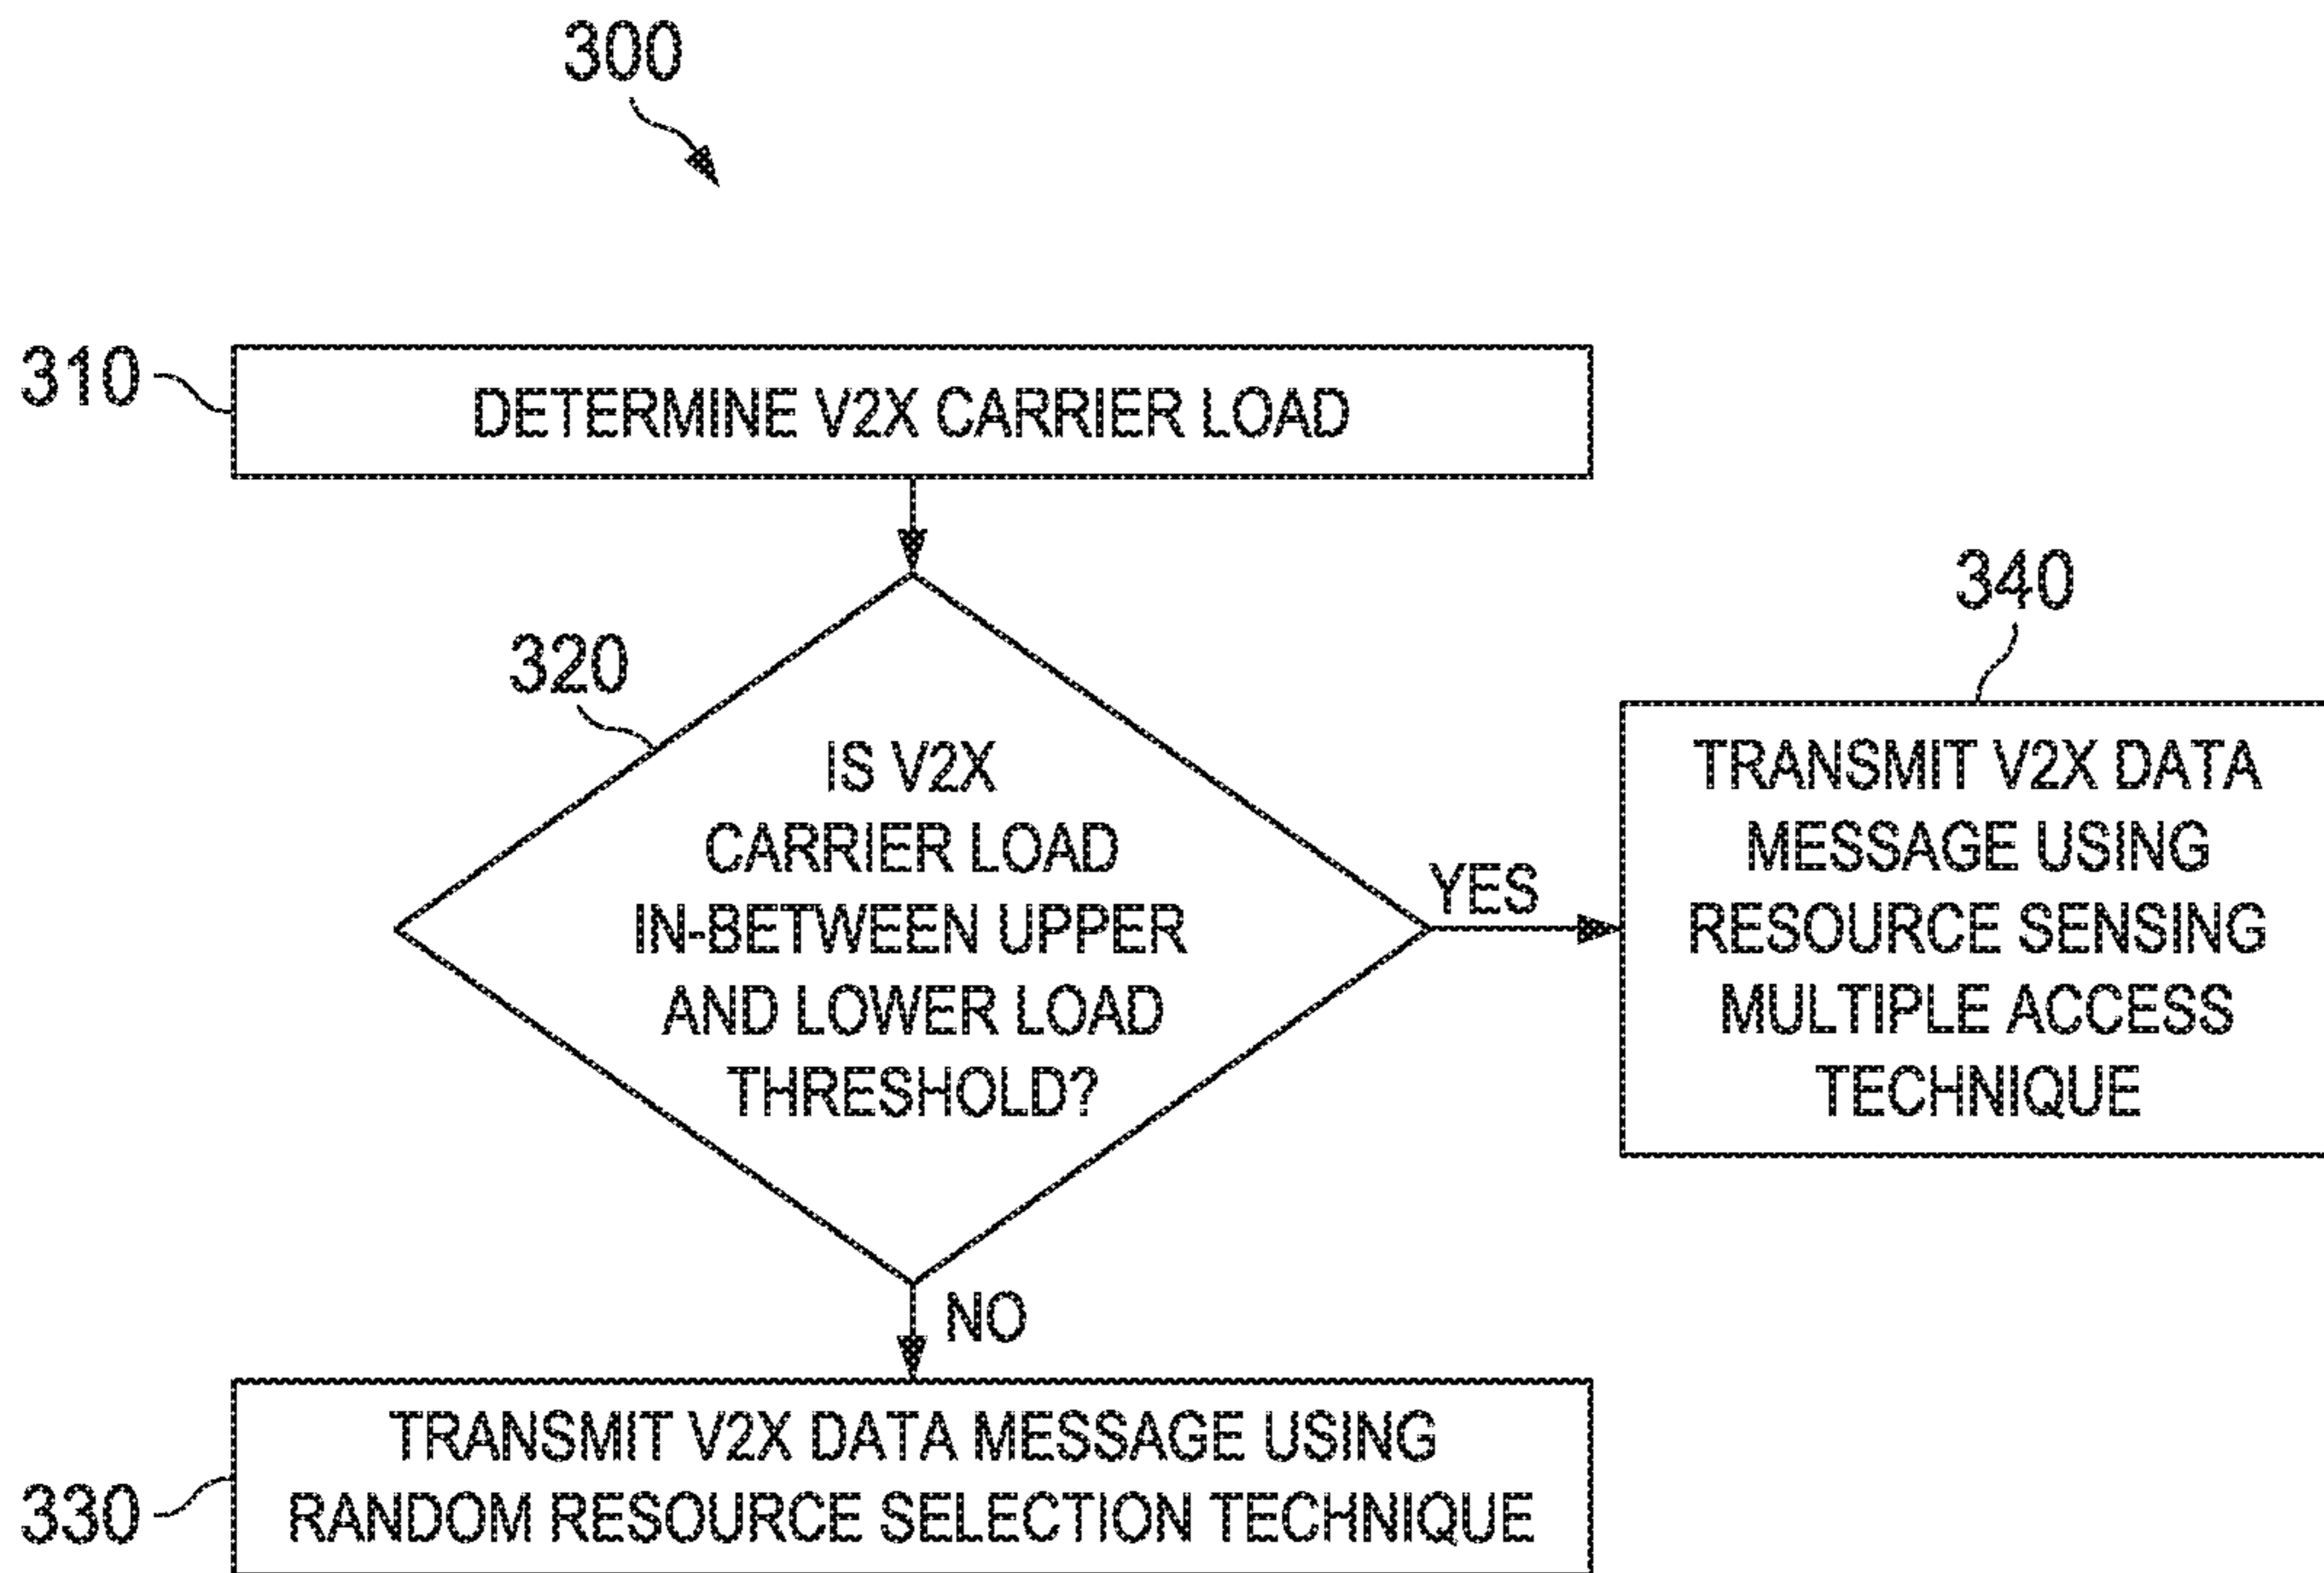 300
310
DETERMINE V2X CARRIER LOAD
320
IS V2X
CARRIER LOAD
IN-BETWEEN UPPER
AND LOWER LOAD
THRESHOLD?
YES
340
TRANSMIT V2X DATA
MESSAGE USING
RESOURCE SENSING
MULTIPLE ACCESS
TECHNIQUE
NO
330
TRANSMIT V2X DATA MESSAGE USING
RANDOM RESOURCE SELECTION TECHNIQUE